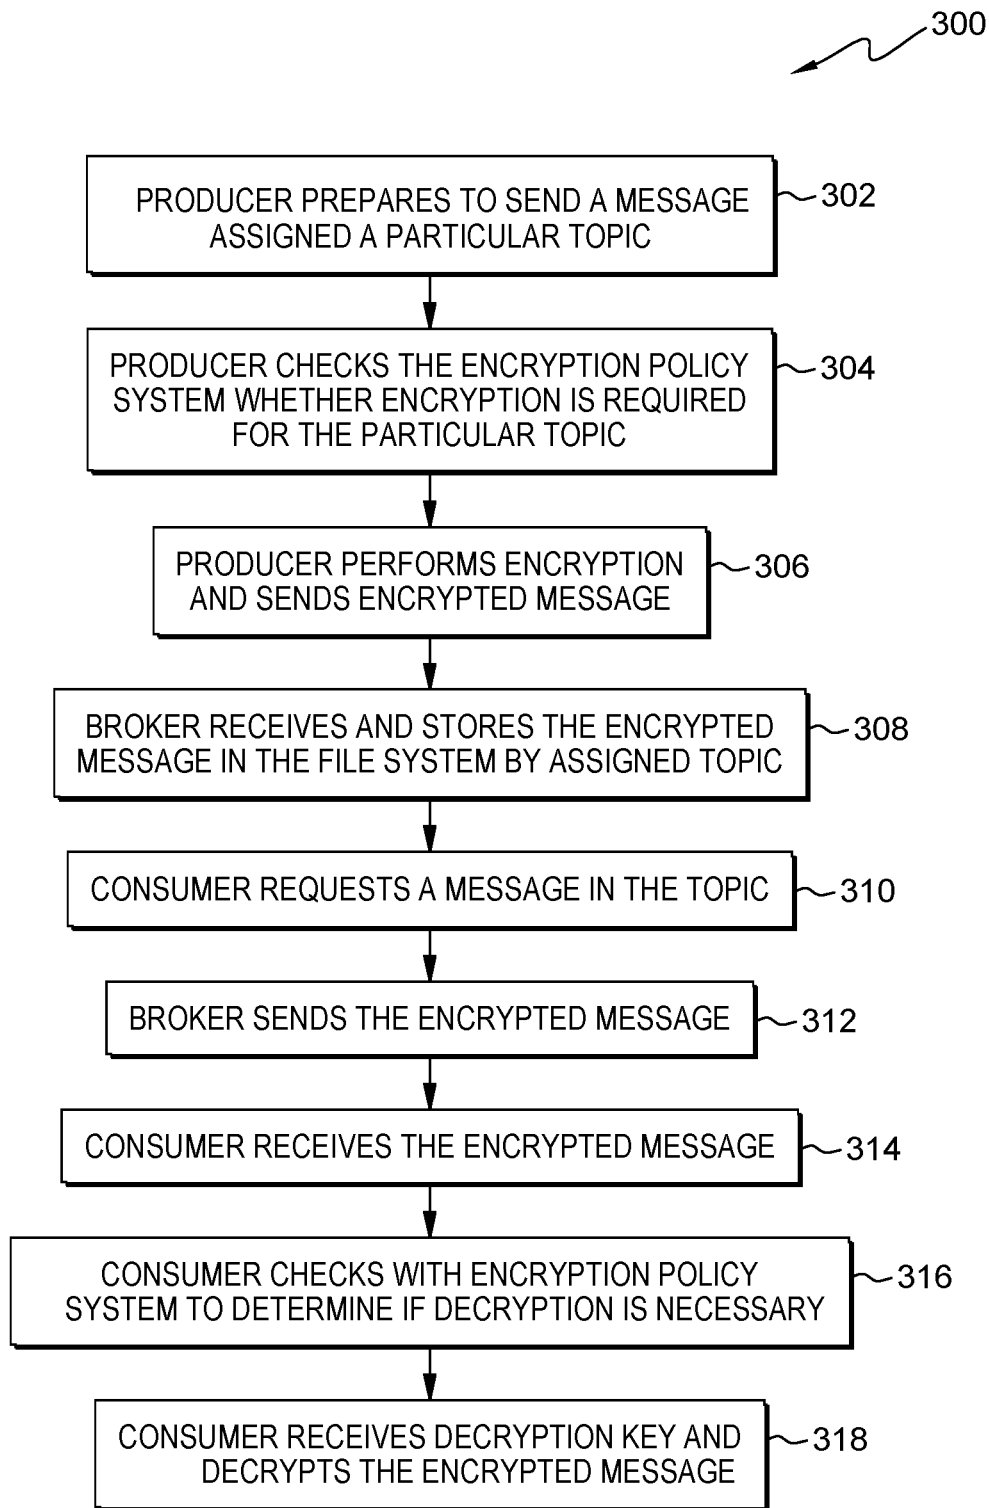 300
PRODUCER PREPARES TO SEND A MESSAGE
ASSIGNED A PARTICULAR TOPIC
302
PRODUCER CHECKS THE ENCRYPTION POLICY
SYSTEM WHETHER ENCRYPTION IS REQUIRED
FOR THE PARTICULAR TOPIC
304
PRODUCER PERFORMS ENCRYPTION
AND SENDS ENCRYPTED MESSAGE
306
BROKER RECEIVES AND STORES THE ENCRYPTED
MESSAGE IN THE FILE SYSTEM BY ASSIGNED TOPIC
308
CONSUMER REQUESTS A MESSAGE IN THE TOPIC
310
BROKER SENDS THE ENCRYPTED MESSAGE
312
CONSUMER RECEIVES THE ENCRYPTED MESSAGE
314
CONSUMER CHECKS WITH ENCRYPTION POLICY
SYSTEM TO DETERMINE IF DECRYPTION IS NECESSARY
316
CONSUMER RECEIVES DECRYPTION KEY AND
DECRYPTS THE ENCRYPTED MESSAGE
318